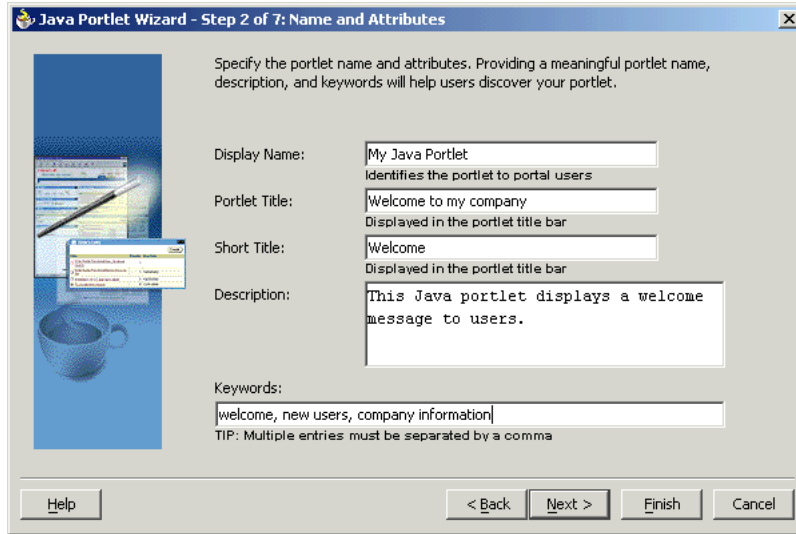 Java Portlet Wizard - Step 2 of 7: Name and Attributes
Specify the portlet name and attributes. Providing a meaningful portlet name,
description, and keywords will help users discover your portlet.
Display Name: My Java Portlet
Identifies the portlet to portal users
Portlet Title: Welcome to my company
Displayed in the portlet title bar
Short Title: Welcome
Displayed in the portlet title bar
Description: This Java portlet displays a welcome
message to users.
Keywords:
welcome, new users, company information
TIP: Multiple entries must be separated by a comma
Help < Back Next > Finish Cancel